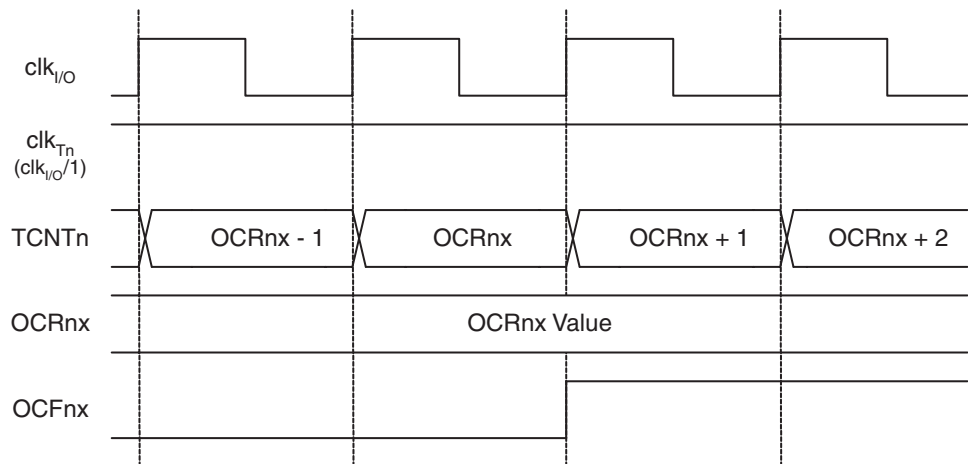 clkI/O
clkTn
(clkI/O/1)
TCNTn
OCRnx - 1
OCRnx
OCRnx + 1
OCRnx + 2
OCRnx
OCRnx Value
OCFnx